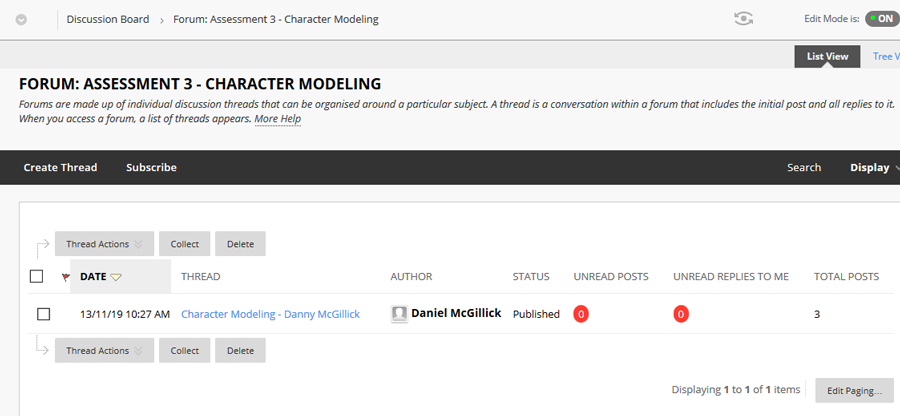 Discussion Board > Forum: Assessment 3 - Character Modeling Edit Mode is: ON
List View Tree V
FORUM: ASSESSMENT 3 - CHARACTER MODELING
Forums are made up of individual discussion threads that can be organised around a particular subject. A thread is a conversation within a forum that includes the initial post and all replies to it.
When you access a forum, a list of threads appears. More Help
Create Thread Subscribe Search Display
Thread Actions Collect Delete
DATE THREAD AUTHOR STATUS UNREAD POSTS UNREAD REPLIES TO ME TOTAL POSTS
13/11/19 10:27 AM Character Modeling - Danny McGillick Daniel McGillick Published 0 0 3
Thread Actions Collect Delete
Displaying 1 to 1 of 1 items Edit Paging...